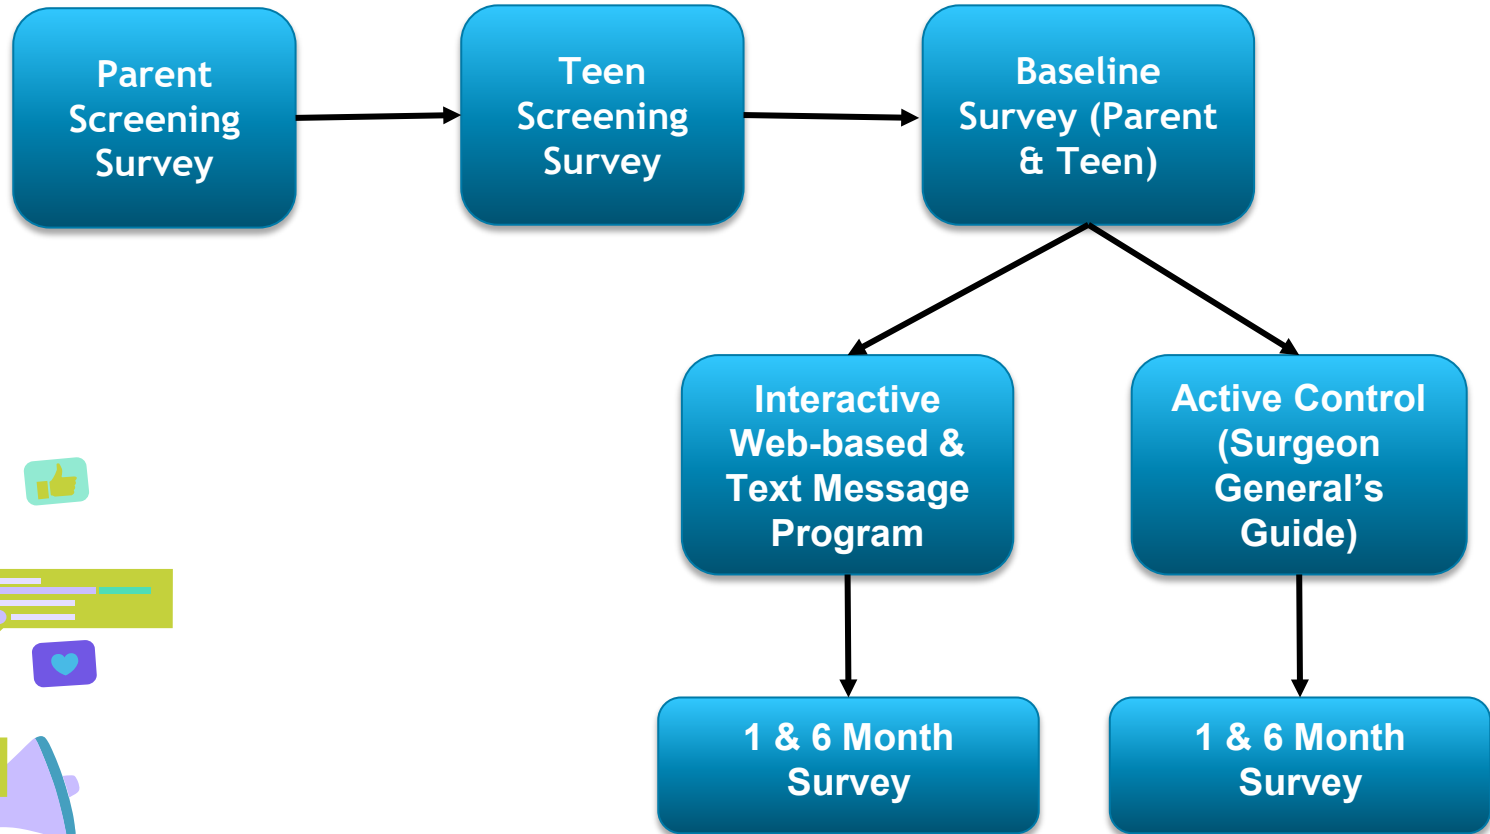 Parent
Screening
Survey
Teen
Screening
Survey
Baseline
Survey (Parent
& Teen)
Interactive
Web-based &
Text Message
Program
Active Control
(Surgeon
General’s
Guide)
1 & 6 Month
Survey
1 & 6 Month
Survey